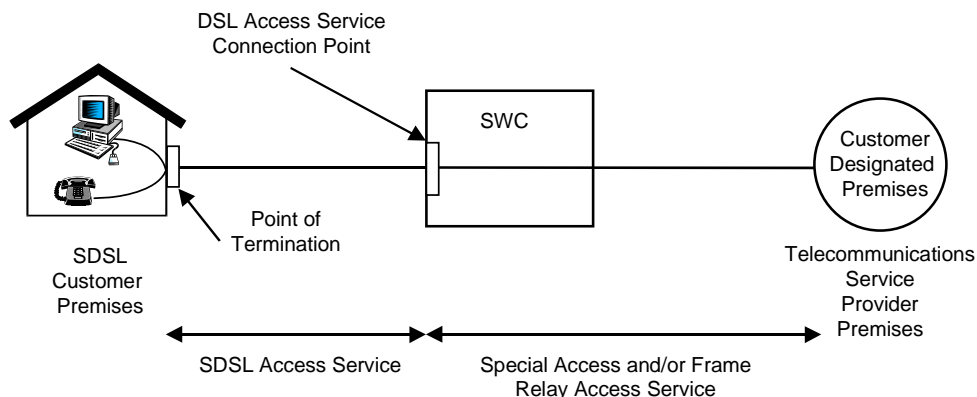 DSL Access Service
Connection Point
SWC
Customer
Designated
Premises
Point of
Termination
SDSL
Customer
Premises
Telecommunications
Service
Provider
Premises
SDSL Access Service
Special Access and/or Frame
Relay Access Service